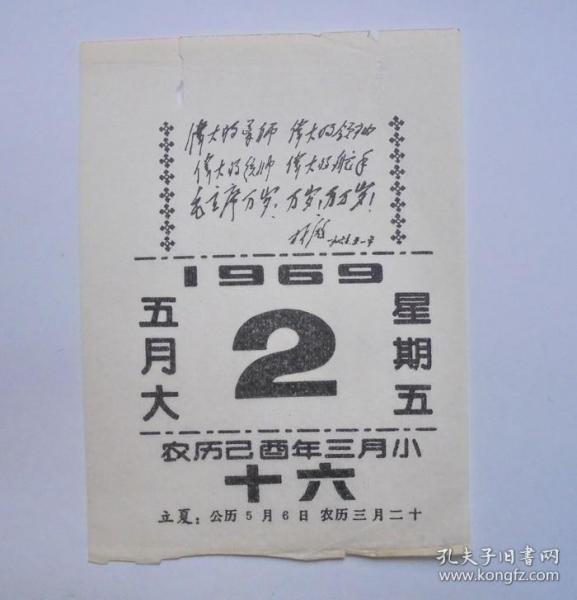 伟大的导师 伟大的领袖
伟大的统帅 伟大的舵手
毛主席万岁！万岁！万万岁！
林彪
1969
五月大
2
星期五
农历己酉年三月小
十六
立夏：公历5月6日 农历三月二十
孔夫子旧书网
www.kongfz.com